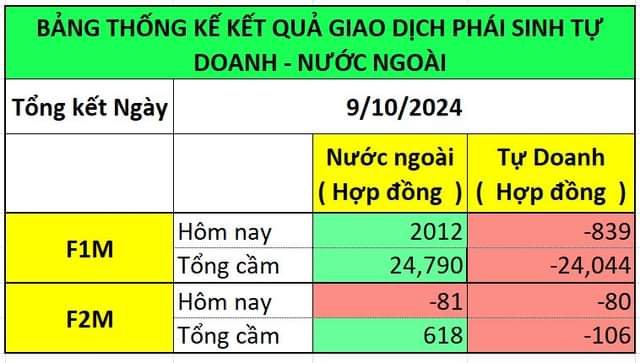 BẢNG THỐNG KẾ KẾT QUẢ GIAO DỊCH PHÁI SINH TỰ
DOANH - NƯỚC NGOÀI
Tổng kết Ngày 9/10/2024
Nước ngoài Tự Doanh
( Hợp đồng ) ( Hợp đồng )
F1M
Hôm nay 2012 -839
Tổng cầm 24,790 -24,044
F2M
Hôm nay -81 -80
Tổng cầm 618 -106